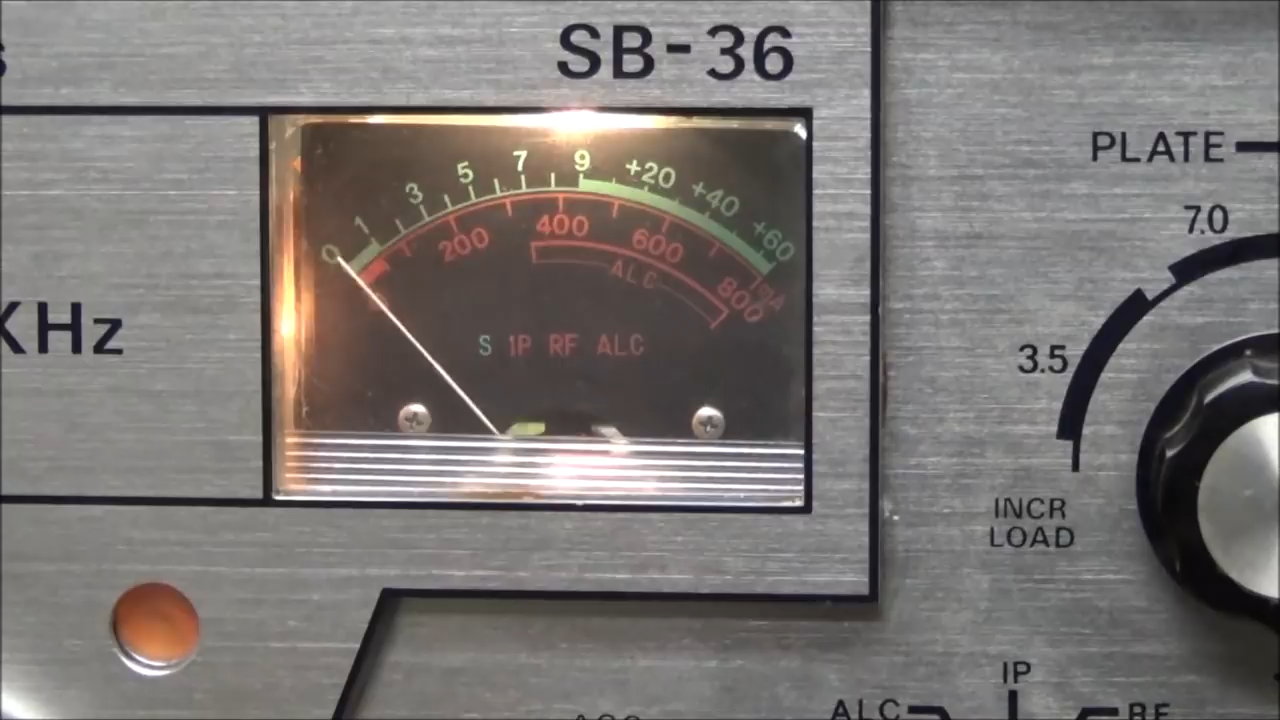 SB-36
PLATE
0 1 3 5 7 9 +20 +40 +60
200 400 600 800
ALC
7.0
S IP RF ALC
KHz
3.5
INCR
LOAD
IP
ALC
RF